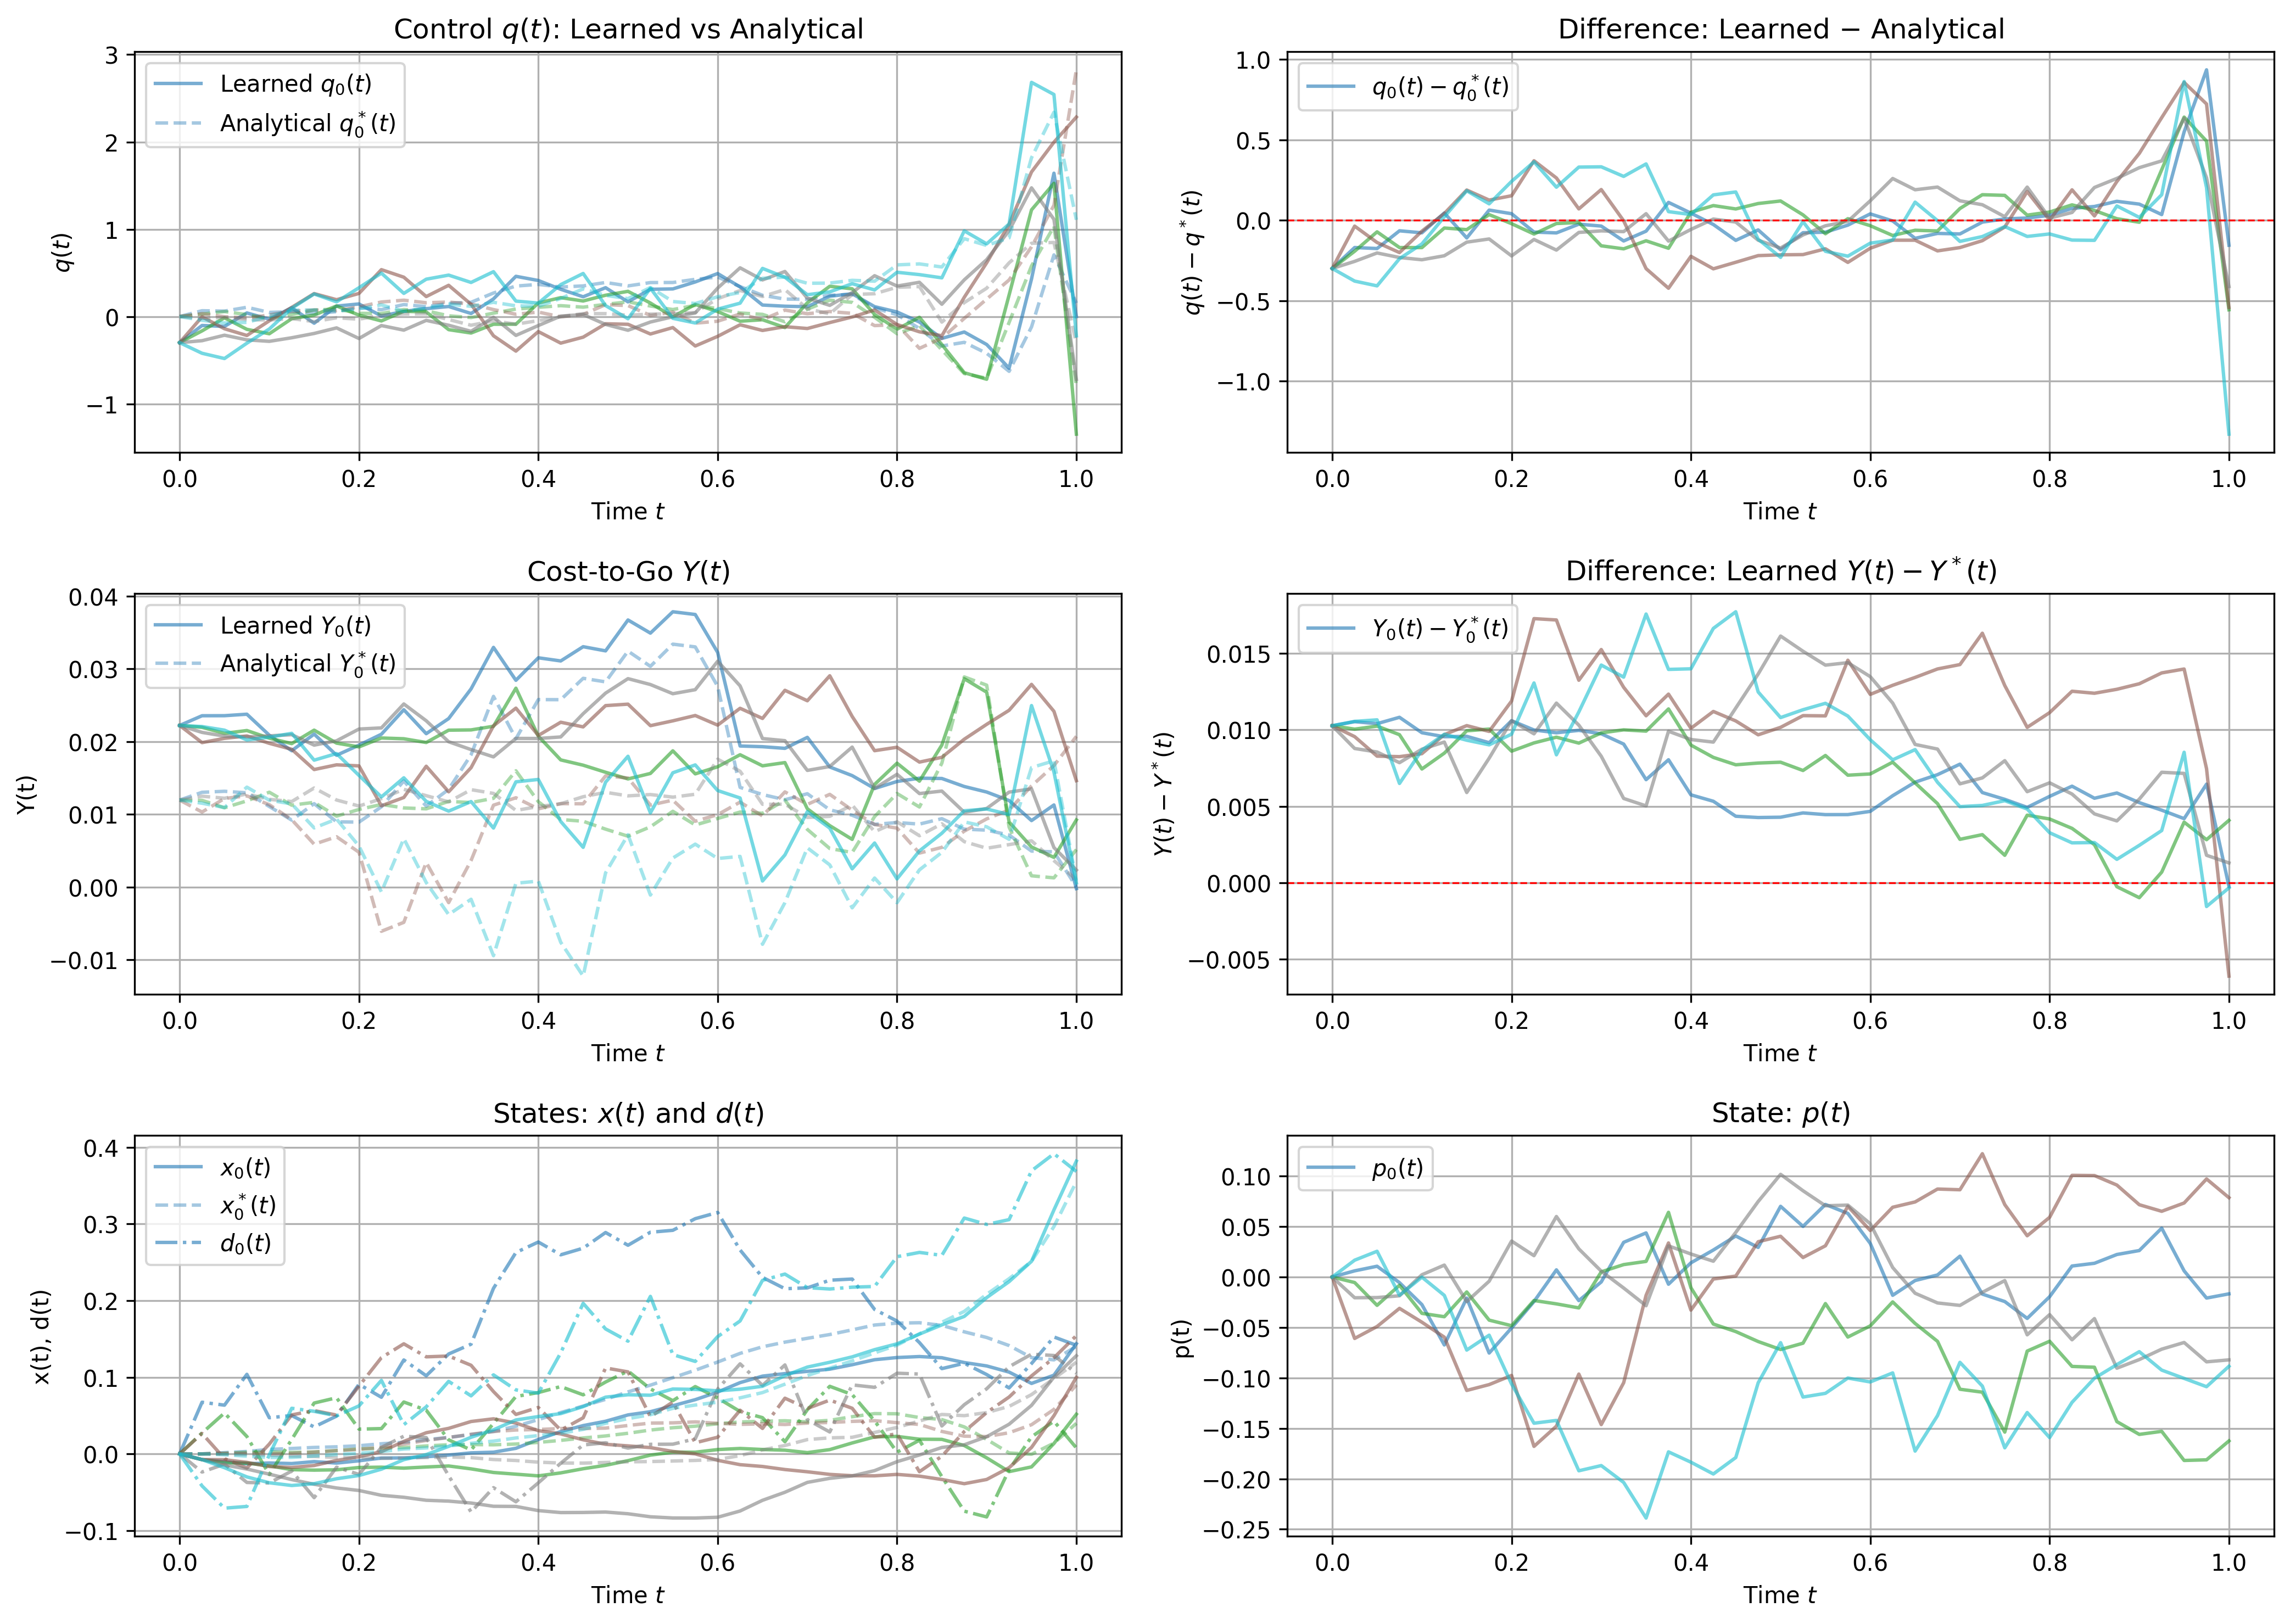 Control q(t): Learned vs Analytical
3
2
1
0
−1
q(t)
Learned q₀(t)
Analytical q₀*(t)
0.0 0.2 0.4 0.6 0.8 1.0
Time t
Difference: Learned − Analytical
1.0
0.5
0.0
−0.5
−1.0
q(t) − q*(t)
q₀(t) − q₀*(t)
0.0 0.2 0.4 0.6 0.8 1.0
Time t
Cost-to-Go Y(t)
0.04
0.03
0.02
0.01
0.00
−0.01
Y(t)
Learned Y₀(t)
Analytical Y₀*(t)
0.0 0.2 0.4 0.6 0.8 1.0
Time t
Difference: Learned Y(t) − Y*(t)
0.015
0.010
0.005
0.000
−0.005
Y(t) − Y*(t)
Y₀(t) − Y₀*(t)
0.0 0.2 0.4 0.6 0.8 1.0
Time t
States: x(t) and d(t)
0.4
0.3
0.2
0.1
0.0
−0.1
x(t), d(t)
x₀(t)
x₀*(t)
d₀(t)
0.0 0.2 0.4 0.6 0.8 1.0
Time t
State: p(t)
0.10
0.05
0.00
−0.05
−0.10
−0.15
−0.20
−0.25
p(t)
p₀(t)
0.0 0.2 0.4 0.6 0.8 1.0
Time t